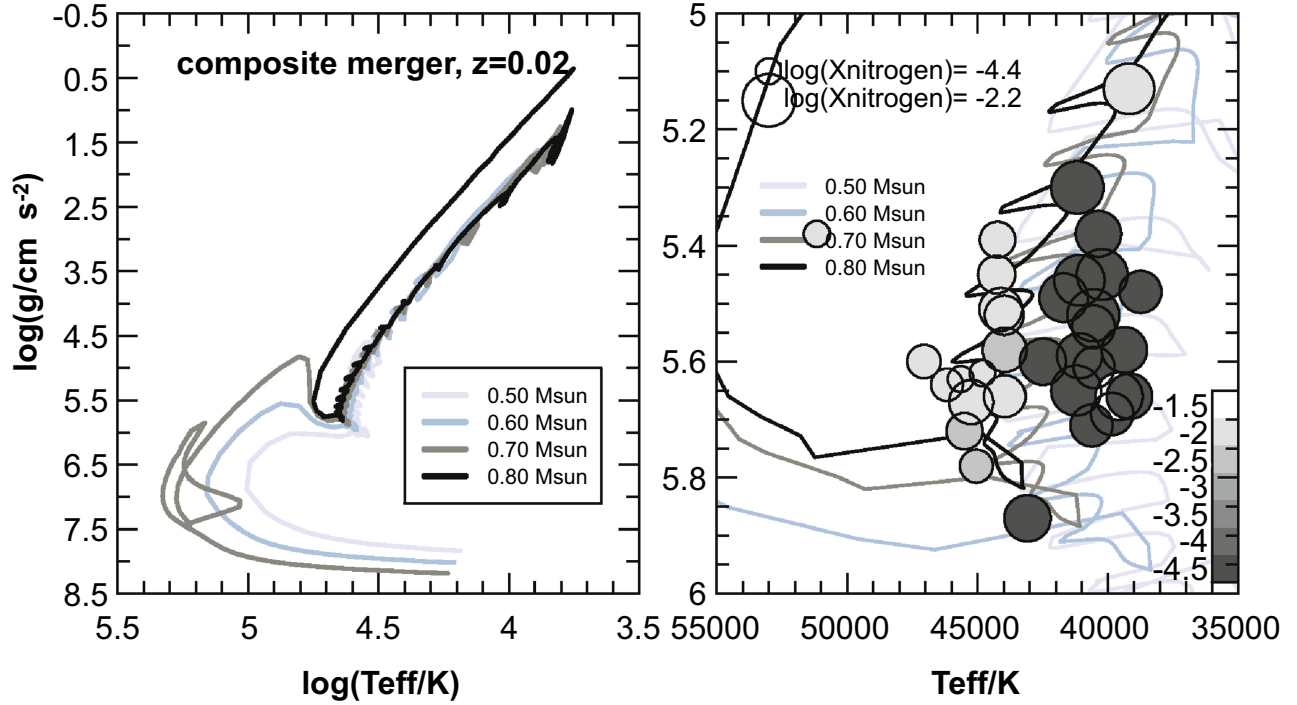 composite merger, z=0.02
log(g/cm s-2)
-0.5
0.5
1.5
2.5
3.5
4.5
5.5
6.5
7.5
8.5
0.50 Msun
0.60 Msun
0.70 Msun
0.80 Msun
5.5 5 4.5 4 3.5
log(Teff/K)
log(Xnitrogen)= -4.4
log(Xnitrogen)= -2.2
5
5.2
5.4
5.6
5.8
6
0.50 Msun
0.60 Msun
0.70 Msun
0.80 Msun
-1.5
-2
-2.5
-3
-3.5
-4
-4.5
55000 50000 45000 40000 35000
Teff/K